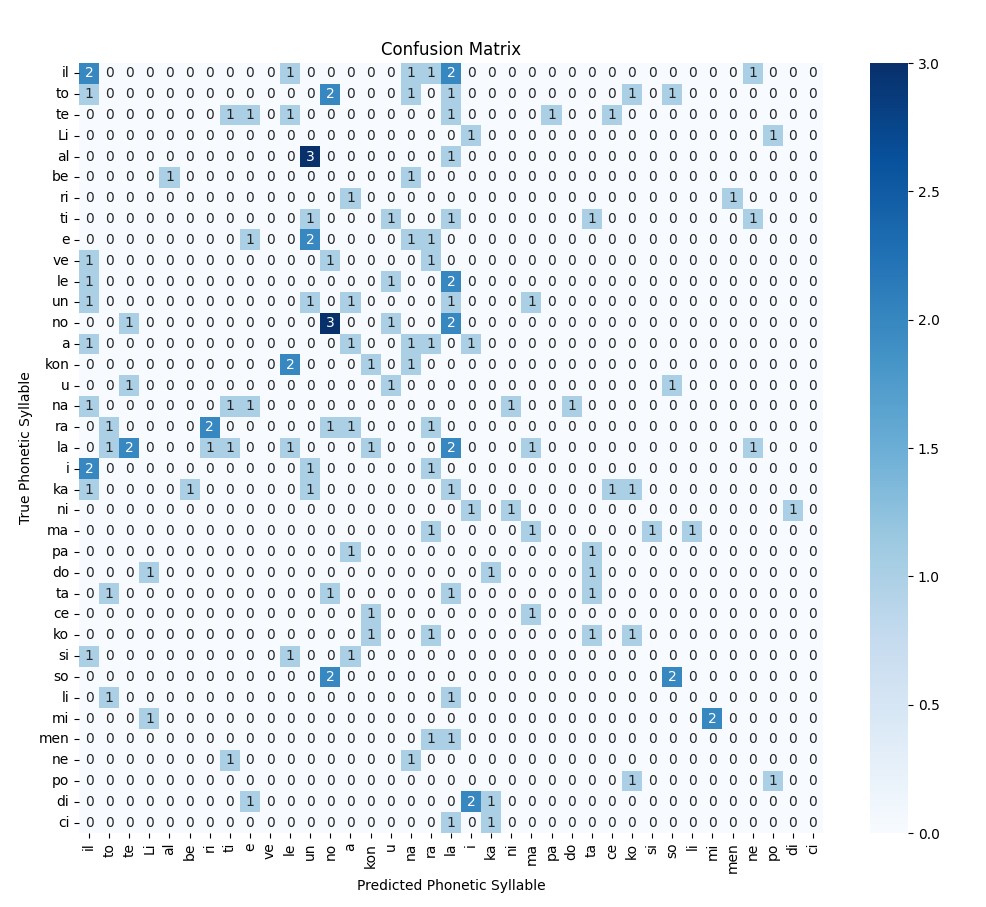 Confusion Matrix
il 2 0 0 0 0 0 0 0 0 0 1 0 0 0 0 0 1 1 2 0 0 0 0 0 0 0 0 0 0 0 0 0 0 1 0 0 0
to 1 0 0 0 0 0 0 0 0 0 0 0 2 0 0 0 1 0 1 0 0 0 0 0 0 0 0 1 0 1 0 0 0 0 0 0 0
te 0 0 0 0 0 0 0 1 1 0 1 0 0 0 0 0 0 0 1 0 0 0 0 1 0 0 1 0 0 0 0 0 0 0 0 0 0
Li 0 0 0 0 0 0 0 0 0 0 0 0 0 0 0 0 0 0 0 1 0 0 0 0 0 0 0 0 0 0 0 0 0 0 1 0 0
al 0 0 0 0 0 0 0 0 0 0 0 3 0 0 0 0 0 0 1 0 0 0 0 0 0 0 0 0 0 0 0 0 0 0 0 0 0
be 0 0 0 0 1 0 0 0 0 0 0 0 0 0 0 0 1 0 0 0 0 0 0 0 0 0 0 0 0 0 0 0 0 0 0 0 0
ri 0 0 0 0 0 0 0 0 0 0 0 0 0 1 0 0 0 0 0 0 0 0 0 0 0 0 0 0 0 0 0 0 1 0 0 0 0
ti 0 0 0 0 0 0 0 0 0 0 0 1 0 0 0 1 0 0 1 0 0 0 0 0 0 1 0 0 0 0 0 0 0 1 0 0 0
e 0 0 0 0 0 0 0 0 1 0 0 2 0 0 0 0 1 1 0 0 0 0 0 0 0 0 0 0 0 0 0 0 0 0 0 0 0
ve 1 0 0 0 0 0 0 0 0 0 0 0 1 0 0 0 0 1 0 0 0 0 0 0 0 0 0 0 0 0 0 0 0 0 0 0 0
le 1 0 0 0 0 0 0 0 0 0 0 0 0 0 0 1 0 0 2 0 0 0 0 0 0 0 0 0 0 0 0 0 0 0 0 0 0
un 1 0 0 0 0 0 0 0 0 0 0 1 0 1 0 0 0 0 1 0 0 0 1 0 0 0 0 0 0 0 0 0 0 0 0 0 0
no 0 0 1 0 0 0 0 0 0 0 0 0 3 0 0 1 0 0 2 0 0 0 0 0 0 0 0 0 0 0 0 0 0 0 0 0 0
a 1 0 0 0 0 0 0 0 0 0 0 0 0 1 0 0 1 1 0 1 0 0 0 0 0 0 0 0 0 0 0 0 0 0 0 0 0
kon 0 0 0 0 0 0 0 0 0 0 2 0 0 0 1 0 1 0 0 0 0 0 0 0 0 0 0 0 0 0 0 0 0 0 0 0 0
u 0 0 1 0 0 0 0 0 0 0 0 0 0 0 0 1 0 0 0 0 0 0 0 0 0 0 0 0 0 1 0 0 0 0 0 0 0
na 1 0 0 0 0 0 0 1 1 0 0 0 0 0 0 0 0 0 0 0 0 1 0 0 1 0 0 0 0 0 0 0 0 0 0 0 0
ra 0 1 0 0 0 0 2 0 0 0 0 0 1 1 0 0 0 1 0 0 0 0 0 0 0 0 0 0 0 0 0 0 0 0 0 0 0
la 0 1 2 0 0 0 1 1 0 0 1 0 0 0 1 0 0 0 2 0 0 0 1 0 0 0 0 0 0 0 0 0 0 1 0 0 0
i 2 0 0 0 0 0 0 0 0 0 0 1 0 0 0 0 0 1 0 0 0 0 0 0 0 0 0 0 0 0 0 0 0 0 0 0 0
ka 1 0 0 0 0 1 0 0 0 0 0 1 0 0 0 0 0 0 1 0 0 0 0 0 0 0 1 1 0 0 0 0 0 0 0 0 0
ni 0 0 0 0 0 0 0 0 0 0 0 0 0 0 0 0 0 0 0 1 0 1 0 0 0 0 0 0 0 0 0 0 0 0 0 1 0
ma 0 0 0 0 0 0 0 0 0 0 0 0 0 0 0 0 0 1 0 0 0 0 1 0 0 0 0 0 1 0 1 0 0 0 0 0 0
pa 0 0 0 0 0 0 0 0 0 0 0 0 0 1 0 0 0 0 0 0 0 0 0 0 0 1 0 0 0 0 0 0 0 0 0 0 0
do 0 0 0 1 0 0 0 0 0 0 0 0 0 0 0 0 0 0 0 0 1 0 0 0 0 1 0 0 0 0 0 0 0 0 0 0 0
ta 0 1 0 0 0 0 0 0 0 0 0 0 1 0 0 0 0 0 1 0 0 0 0 0 0 1 0 0 0 0 0 0 0 0 0 0 0
ce 0 0 0 0 0 0 0 0 0 0 0 0 0 0 1 0 0 0 0 0 0 0 1 0 0 0 0 0 0 0 0 0 0 0 0 0 0
ko 0 0 0 0 0 0 0 0 0 0 0 0 0 0 1 0 0 1 0 0 0 0 0 0 0 1 0 1 0 0 0 0 0 0 0 0 0
si 1 0 0 0 0 0 0 0 0 0 1 0 0 1 0 0 0 0 0 0 0 0 0 0 0 0 0 0 0 0 0 0 0 0 0 0 0
so 0 0 0 0 0 0 0 0 0 0 0 0 2 0 0 0 0 0 0 0 0 0 0 0 0 0 0 0 0 2 0 0 0 0 0 0 0
li 0 1 0 0 0 0 0 0 0 0 0 0 0 0 0 0 0 0 1 0 0 0 0 0 0 0 0 0 0 0 0 0 0 0 0 0 0
mi 0 0 0 1 0 0 0 0 0 0 0 0 0 0 0 0 0 0 0 0 0 0 0 0 0 0 0 0 0 0 0 2 0 0 0 0 0
men 0 0 0 0 0 0 0 0 0 0 0 0 0 0 0 0 0 1 1 0 0 0 0 0 0 0 0 0 0 0 0 0 0 0 0 0 0
ne 0 0 0 0 0 0 0 1 0 0 0 0 0 0 0 0 1 0 0 0 0 0 0 0 0 0 0 0 0 0 0 0 0 0 0 0 0
po 0 0 0 0 0 0 0 0 0 0 0 0 0 0 0 0 0 0 0 0 0 0 0 0 0 0 0 1 0 0 0 0 0 0 1 0 0
di 0 0 0 0 0 0 0 0 1 0 0 0 0 0 0 0 0 0 0 2 1 0 0 0 0 0 0 0 0 0 0 0 0 0 0 0 0
ci 0 0 0 0 0 0 0 0 0 0 0 0 0 0 0 0 0 0 1 0 1 0 0 0 0 0 0 0 0 0 0 0 0 0 0 0 0
il to te Li al be ri ti e ve le un no a kon u na ra la i ka ni ma pa do ta ce ko si so li mi men ne po di ci
Predicted Phonetic Syllable
True Phonetic Syllable
3.0
2.5
2.0
1.5
1.0
0.5
0.0